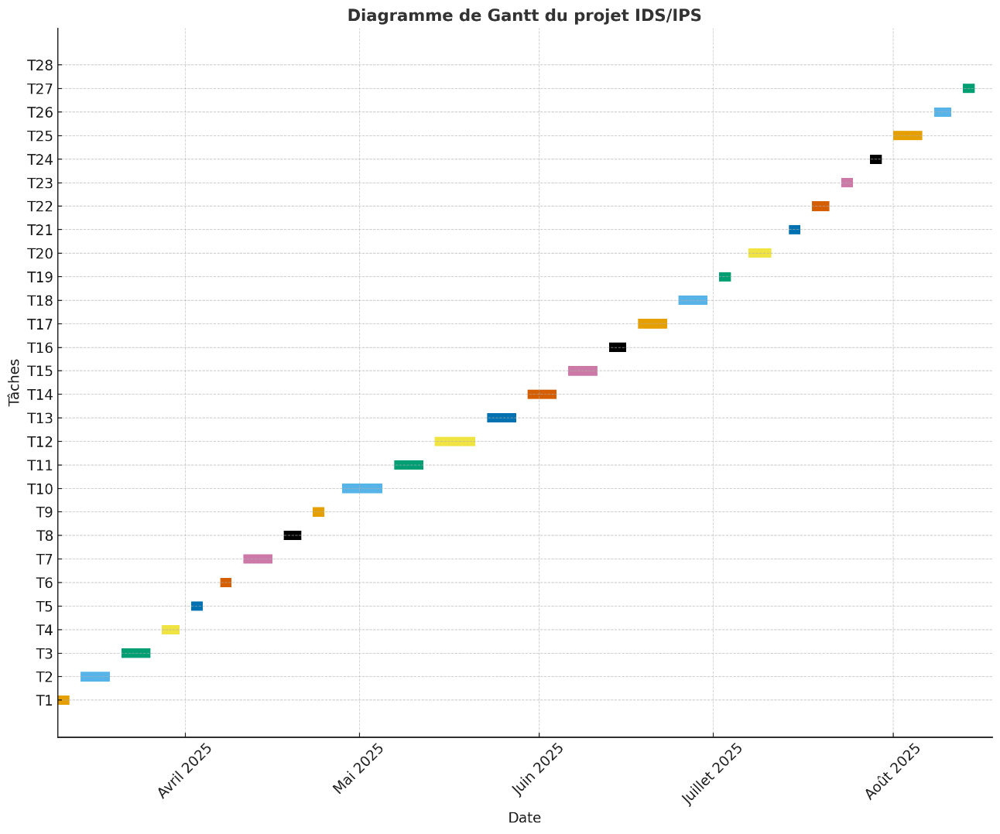 Diagramme de Gantt du projet IDS/IPS
T28
T27
T26
T25
T24
T23
T22
T21
T20
T19
T18
T17
T16
T15
T14
T13
T12
T11
T10
T9
T8
T7
T6
T5
T4
T3
T2
T1
Tâches
Avril 2025
Mai 2025
Juin 2025
Juillet 2025
Août 2025
Date